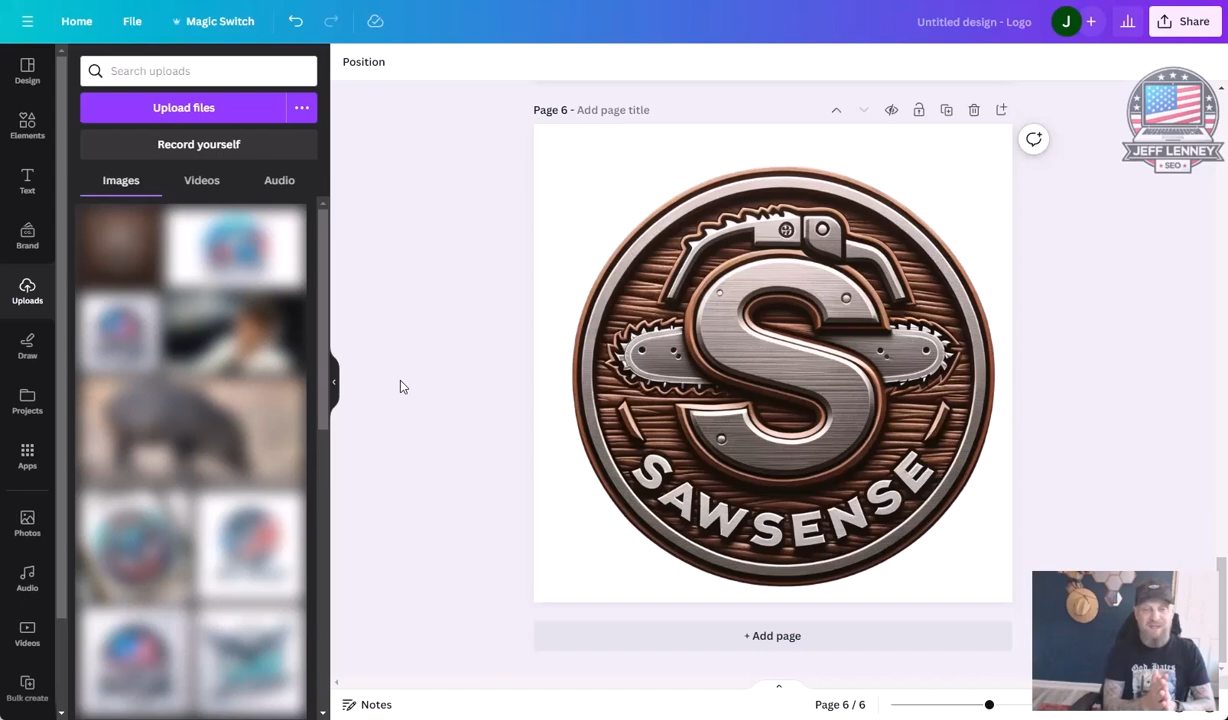 Home File Magic Switch Untitled design - Logo J + Share
Search uploads Position
Design
Upload files
Page 6 - Add page title
Elements
Record yourself
JEFF LENNEY
SEO
Text
Images Videos Audio
Brand
Uploads
Draw
Projects
Apps
S
SAWSENSE
Photos
Audio
Videos
+ Add page
Bulk create
Notes Page 6 / 6